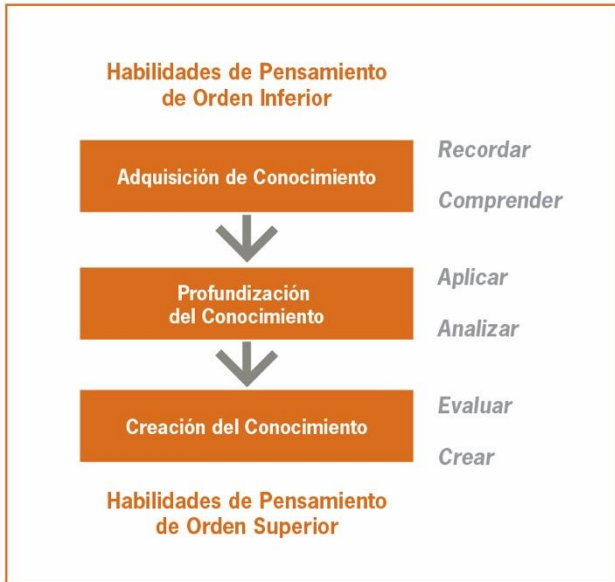 Habilidades de Pensamiento
de Orden Inferior
Adquisición de Conocimiento
Recordar
Comprender
Profundización
del Conocimiento
Aplicar
Analizar
Creación del Conocimiento
Evaluar
Crear
Habilidades de Pensamiento
de Orden Superior